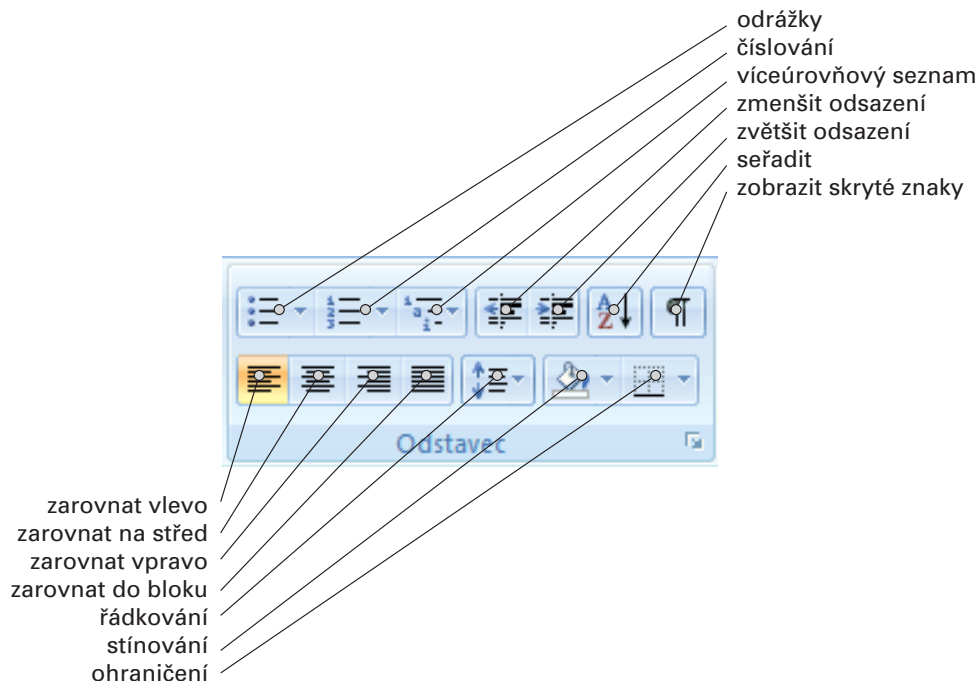 odrážky
číslování
víceúrovňový seznam
zmenšit odsazení
zvětšit odsazení
seřadit
zobrazit skryté znaky
Odstavec
zarovnat vlevo
zarovnat na střed
zarovnat vpravo
zarovnat do bloku
řádkování
stínování
ohraničení